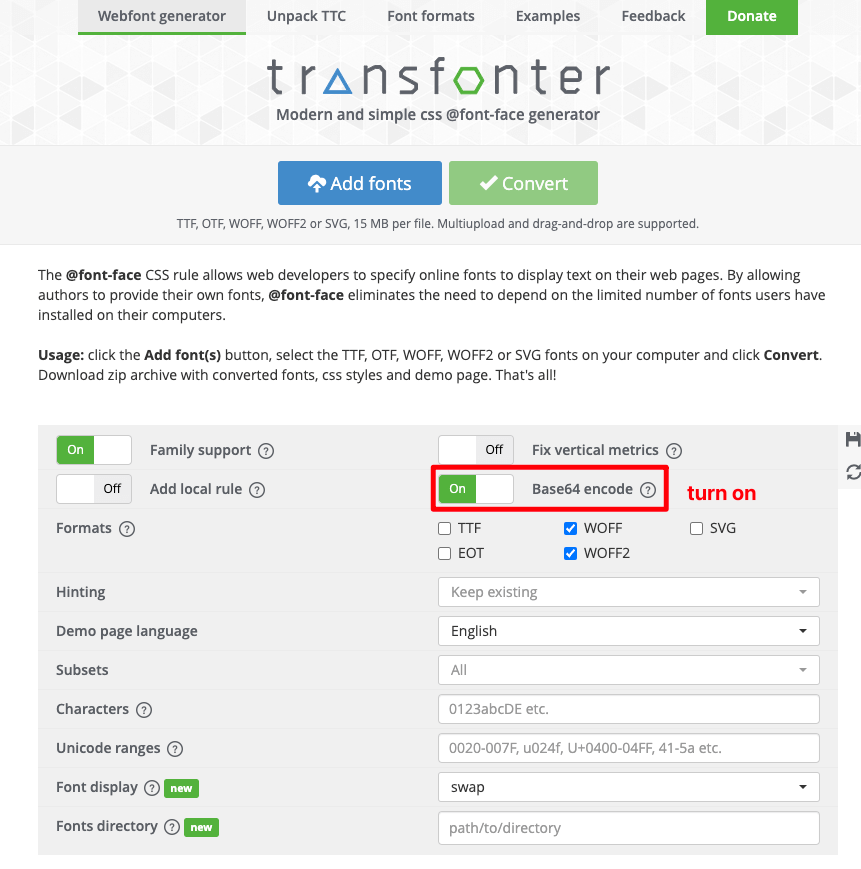 Webfont generator Unpack TTC Font formats Examples Feedback Donate
transfonter
Modern and simple css @font-face generator
Add fonts Convert
TTF, OTF, WOFF, WOFF2 or SVG, 15 MB per file. Multiupload and drag-and-drop are supported.
The @font-face CSS rule allows web developers to specify online fonts to display text on their web pages. By allowing
authors to provide their own fonts, @font-face eliminates the need to depend on the limited number of fonts users have
installed on their computers.
Usage: click the Add font(s) button, select the TTF, OTF, WOFF, WOFF2 or SVG fonts on your computer and click Convert.
Download zip archive with converted fonts, css styles and demo page. That's all!
On Family support ? Off Fix vertical metrics ?
Off Add local rule ? On Base64 encode ? turn on
Formats ? TTF WOFF SVG
EOT WOFF2
Hinting Keep existing
Demo page language English
Subsets All
Characters ? 0123abcDE etc.
Unicode ranges ? 0020-007F, u024f, U+0400-04FF, 41-5a etc.
Font display ? new swap
Fonts directory ? new path/to/directory